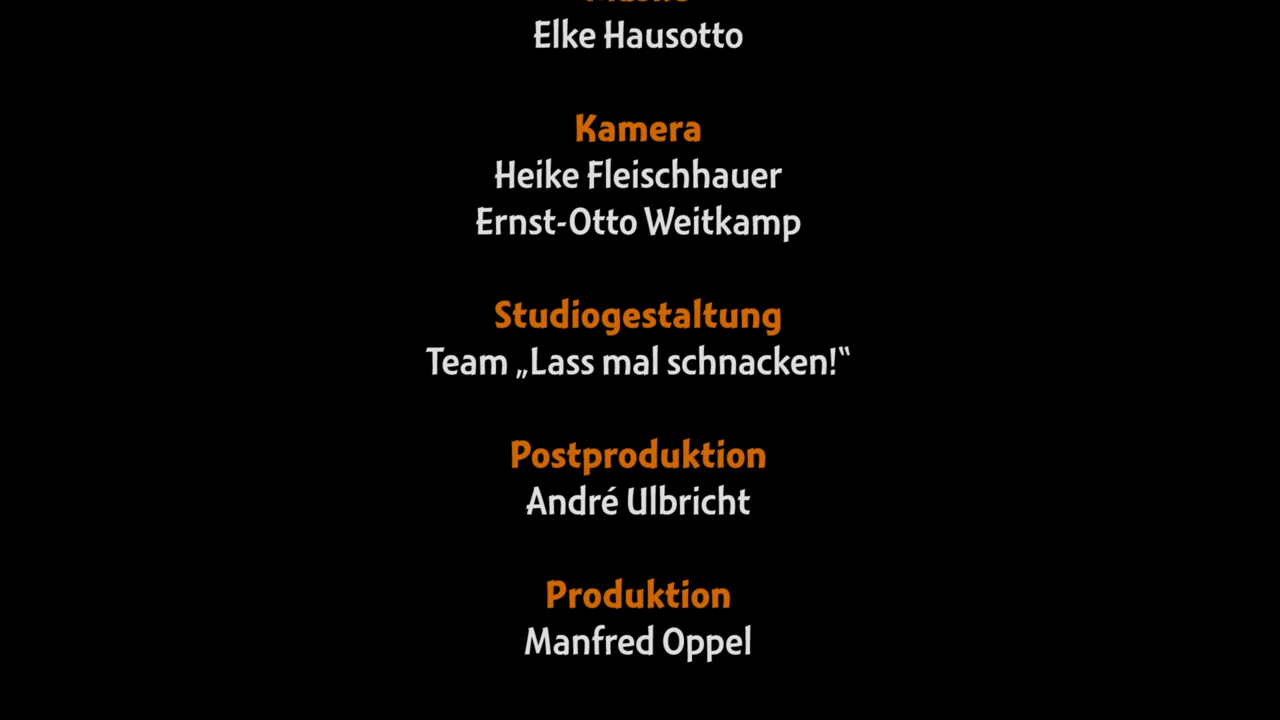 Elke Hausotto
Kamera
Heike Fleischhauer
Ernst-Otto Weitkamp
Studiogestaltung
Team „Lass mal schnacken!“
Postproduktion
André Ulbricht
Produktion
Manfred Oppel